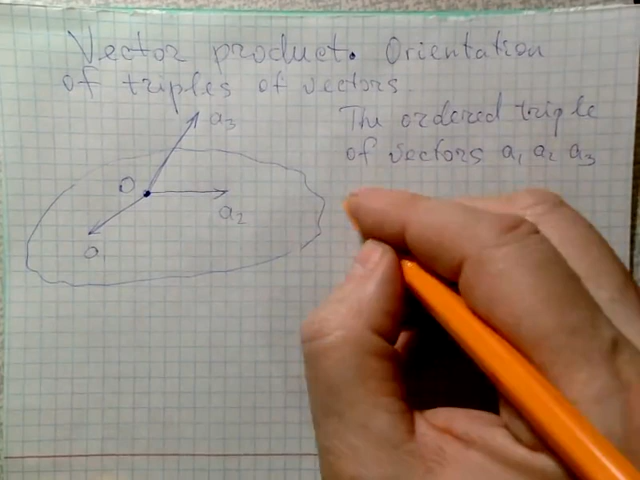 Vector product. Orientation
of triples of vectors.
The ordered triple
of vectors a₁ a₂ a₃
a₃
O
a₂
a₁